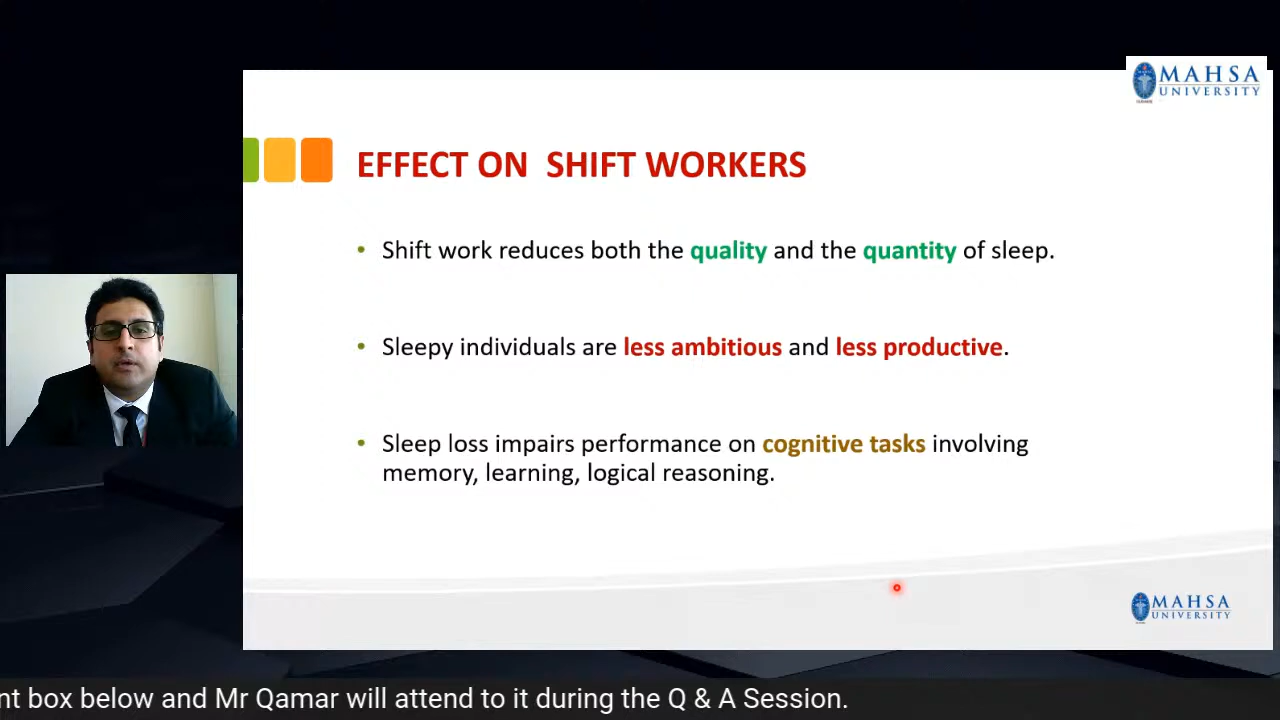 MAHSA
UNIVERSITY
EFFECT ON SHIFT WORKERS
• Shift work reduces both the quality and the quantity of sleep.
• Sleepy individuals are less ambitious and less productive.
• Sleep loss impairs performance on cognitive tasks involving
memory, learning, logical reasoning.
MAHSA
UNIVERSITY
box below and Mr Qamar will attend to it during the Q & A Session.